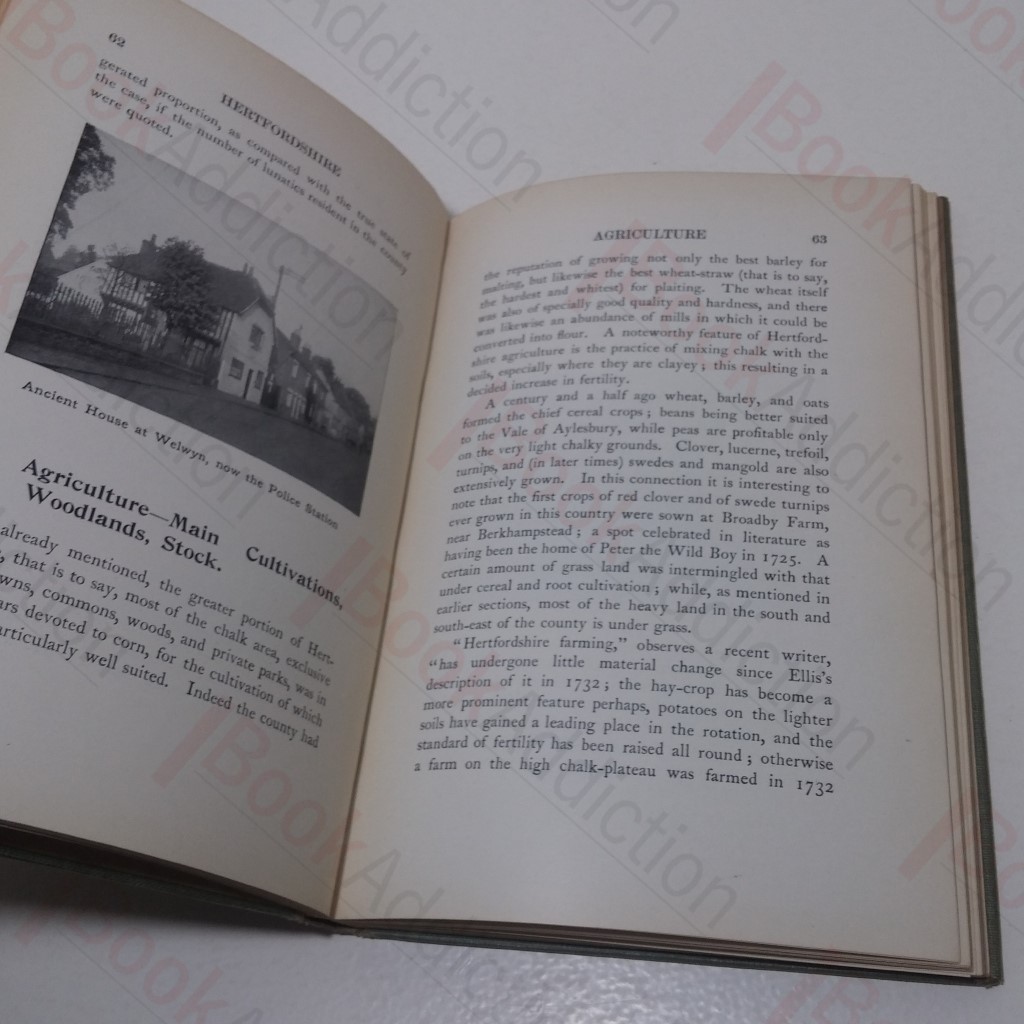 62
HERTFORDSHIRE
gerated proportion, as compared with the true state of
the case, if the number of lunatics resident in the county
were quoted.
Ancient House at Welwyn, now the Police Station
Agriculture—Main Cultivations,
Woodlands, Stock.
already mentioned, the greater portion of Hert-
, that is to say, most of the chalk area, exclusive
wns, commons, woods, and private parks, was in
ars devoted to corn, for the cultivation of which
articularly well suited. Indeed the county had
AGRICULTURE
63
the reputation of growing not only the best barley for
malting, but likewise the best wheat-straw (that is to say,
the hardest and whitest) for plaiting. The wheat itself
was also of specially good quality and hardness, and there
was likewise an abundance of mills in which it could be
converted into flour. A noteworthy feature of Hertford-
shire agriculture is the practice of mixing chalk with the
soils, especially where they are clayey; this resulting in a
decided increase in fertility.
A century and a half ago wheat, barley, and oats
formed the chief cereal crops; beans being better suited
to the Vale of Aylesbury, while peas are profitable only
on the very light chalky grounds. Clover, lucerne, trefoil,
turnips, and (in later times) swedes and mangold are also
extensively grown. In this connection it is interesting to
note that the first crops of red clover and of swede turnips
ever grown in this country were sown at Broadby Farm,
near Berkhampstead; a spot celebrated in literature as
having been the home of Peter the Wild Boy in 1725. A
certain amount of grass land was intermingled with that
under cereal and root cultivation; while, as mentioned in
earlier sections, most of the heavy land in the south and
south-east of the county is under grass.
"Hertfordshire farming," observes a recent writer,
"has undergone little material change since Ellis's
description of it in 1732; the hay-crop has become a
more prominent feature perhaps, potatoes on the lighter
soils have gained a leading place in the rotation, and the
standard of fertility has been raised all round; otherwise
a farm on the high chalk-plateau was farmed in 1732
BookAddiction